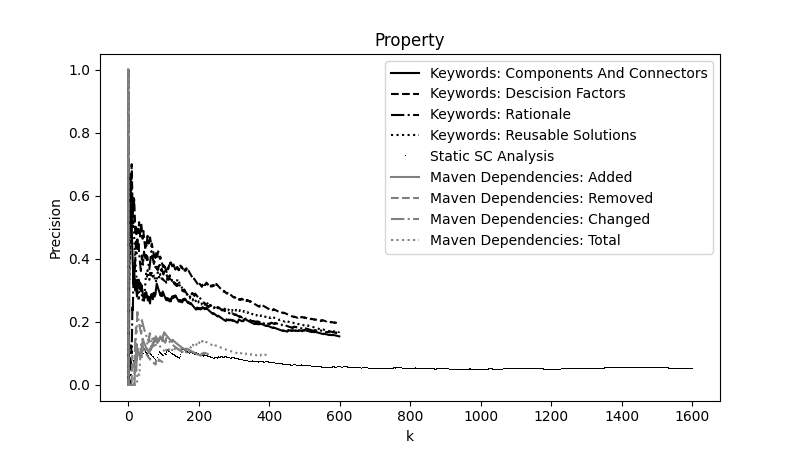 Property
Precision
1.0
0.8
0.6
0.4
0.2
0.0
Keywords: Components And Connectors
Keywords: Descision Factors
Keywords: Rationale
Keywords: Reusable Solutions
Static SC Analysis
Maven Dependencies: Added
Maven Dependencies: Removed
Maven Dependencies: Changed
Maven Dependencies: Total
0 200 400 600 800 1000 1200 1400 1600
k